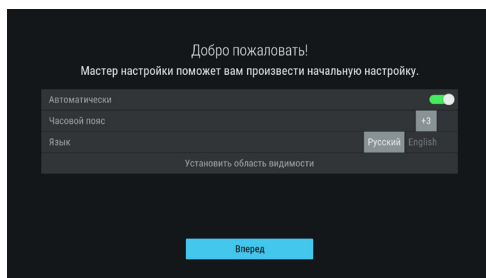 Добро пожаловать!
Мастер настройки поможет вам произвести начальную настройку.
Автоматически
Часовой пояс +3
Язык Русский English
Установить область видимости
Вперед